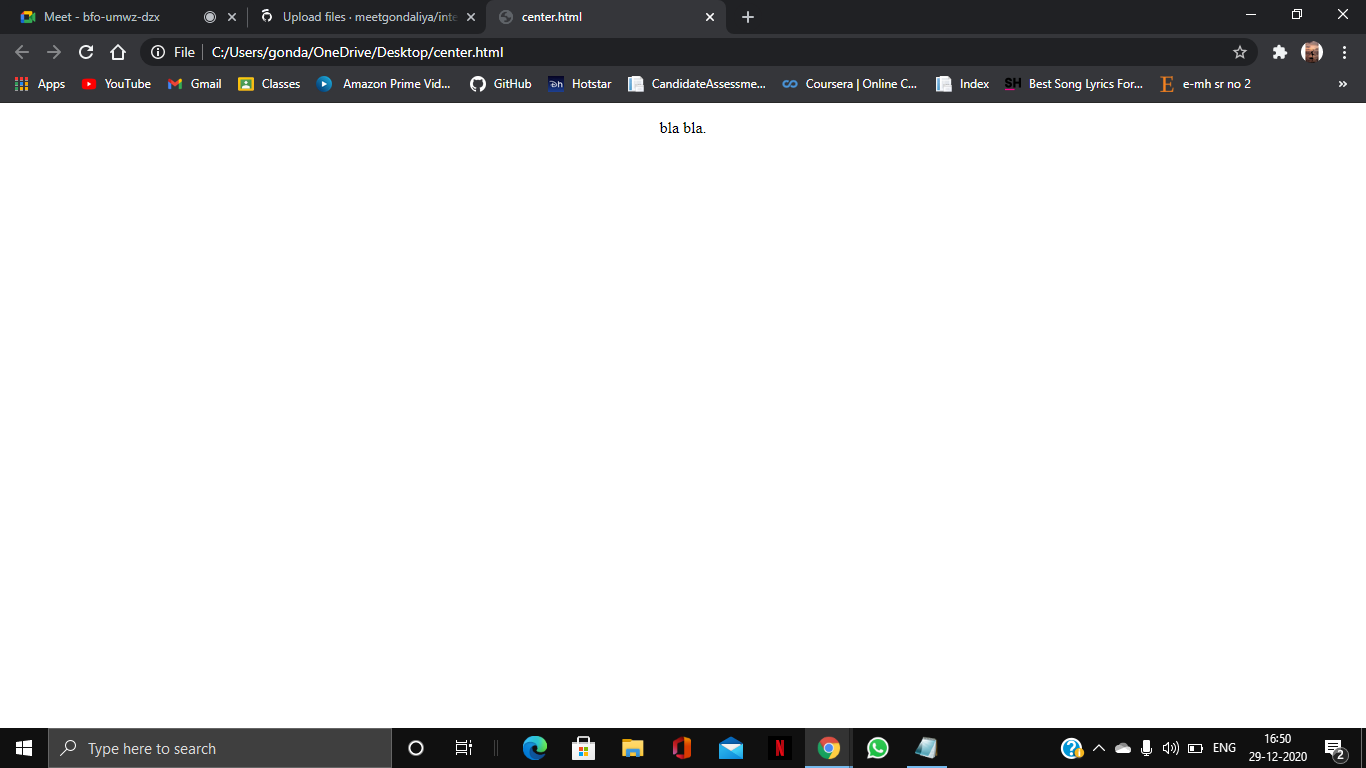 Meet - bfo-umwz-dzx
Upload files · meetgondaliya/inte
center.html
File
C:/Users/gonda/OneDrive/Desktop/center.html
Apps
YouTube
Gmail
Classes
Amazon Prime Vid...
GitHub
Hotstar
CandidateAssessme...
Coursera | Online C...
Index
SH
Best Song Lyrics For...
E
e-mh sr no 2
»
bla bla.
Type here to search
N
ENG
16:50
29-12-2020
2